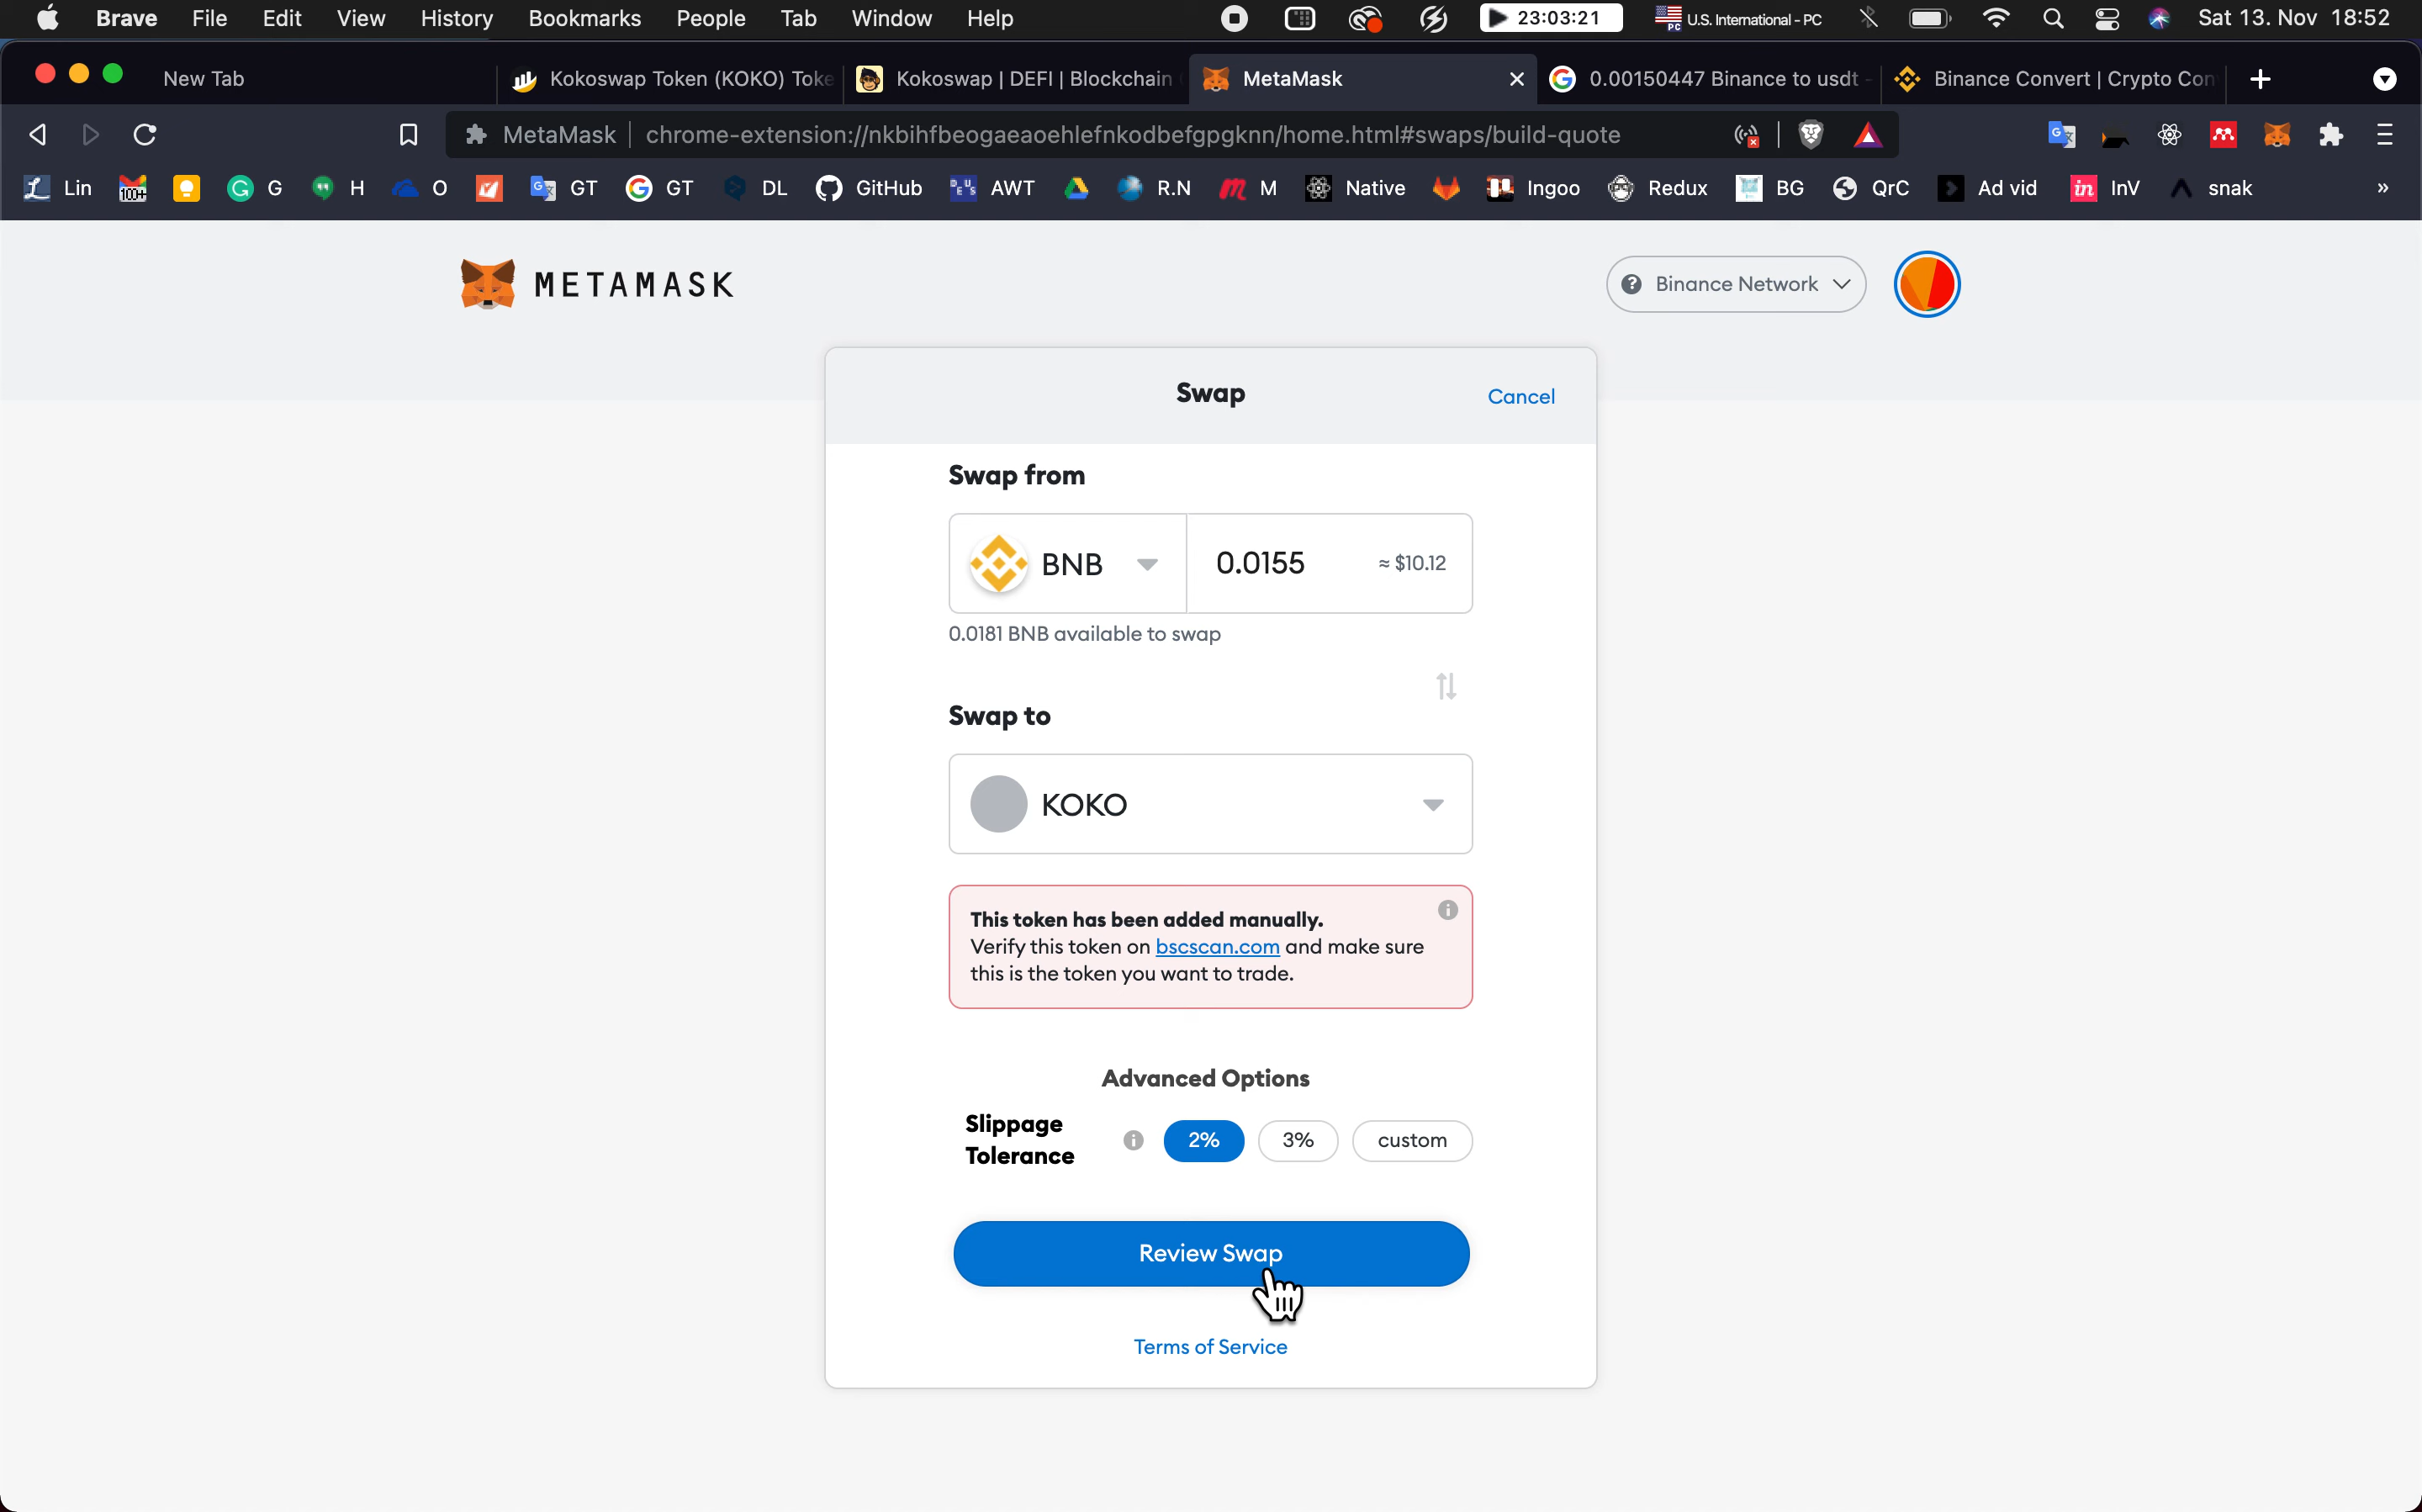 Brave File Edit View History Bookmarks People Tab Window Help 23:03:21 U.S. International - PC Sat 13. Nov 18:52
New Tab Kokoswap Token (KOKO) Toke Kokoswap | DEFI | Blockchain MetaMask 0.00150447 Binance to usdt - Binance Convert | Crypto Con
MetaMask chrome-extension://nkbihfbeogaeaoehlefnkodbefgpgknn/home.html#swaps/build-quote
Lin 100+ G H O GT GT DL GitHub AWT R.N M Native Ingoo Redux BG QrC Ad vid InV snak »
METAMASK Binance Network
Swap Cancel
Swap from
BNB 0.0155 ≈ $10.12
0.0181 BNB available to swap
Swap to
KOKO
This token has been added manually.
Verify this token on bscscan.com and make sure
this is the token you want to trade.
Advanced Options
Slippage
Tolerance 2% 3% custom
Review Swap
Terms of Service